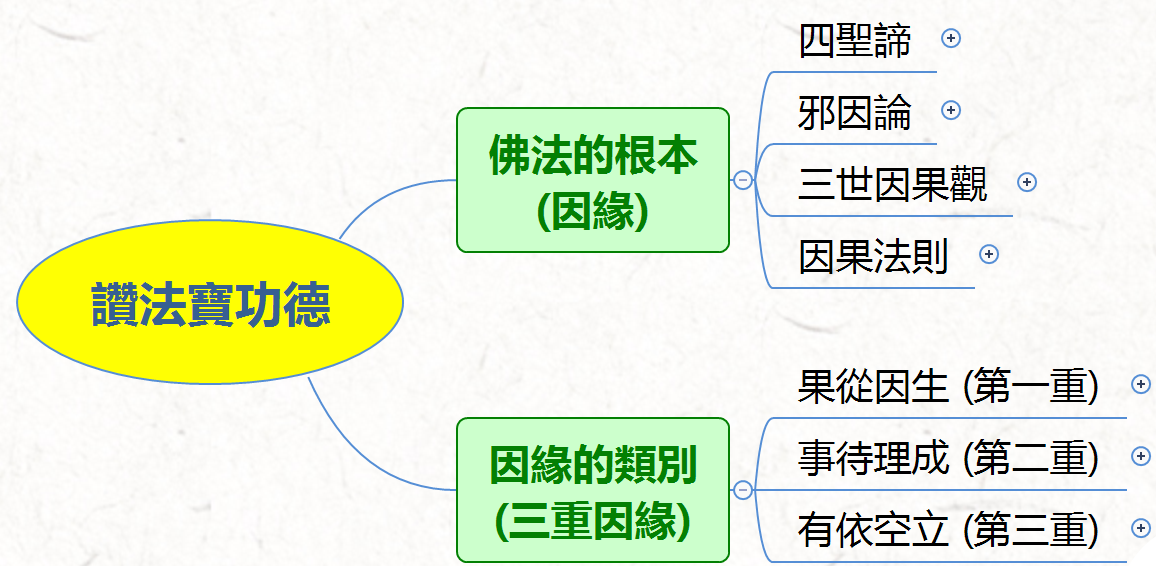 讚法寶功德
佛法的根本
(因緣)
四聖諦
邪因論
三世因果觀
因果法則
因緣的類別
(三重因緣)
果從因生 (第一重)
事待理成 (第二重)
有依空立 (第三重)